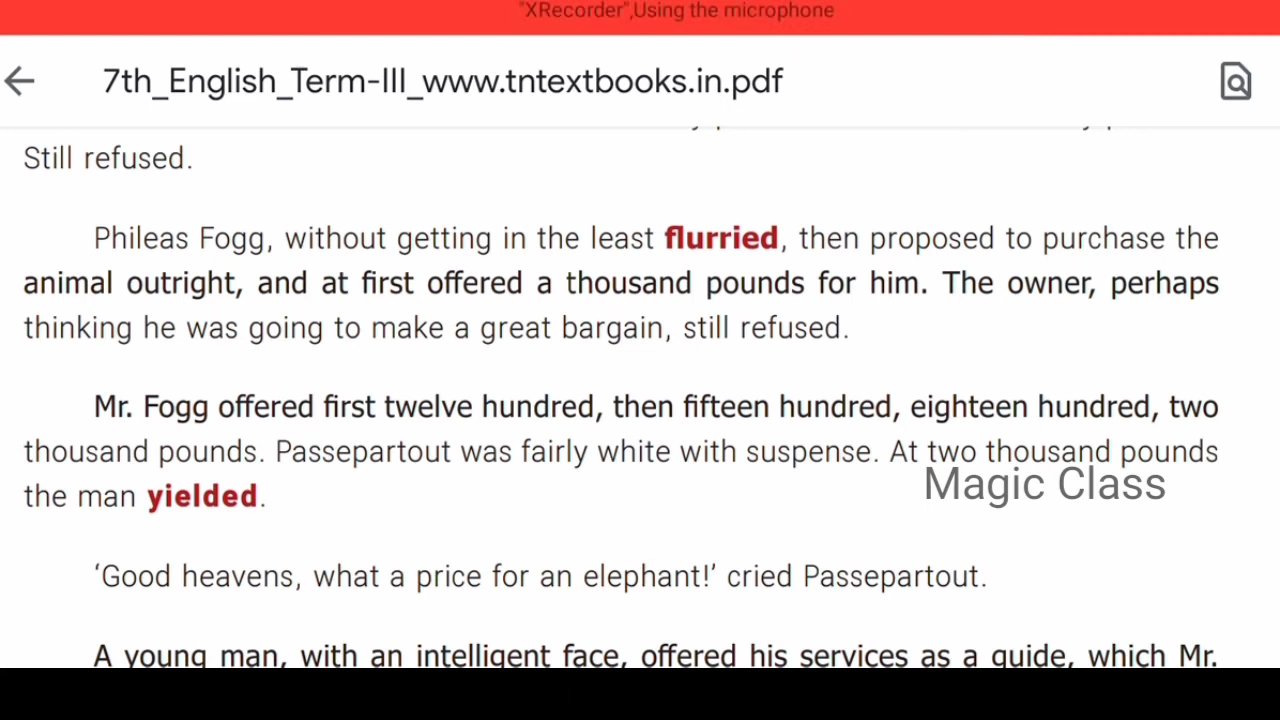 "XRecorder",Using the microphone
7th_English_Term-III_www.tntextbooks.in.pdf
Still refused.
Phileas Fogg, without getting in the least flurried, then proposed to purchase the
animal outright, and at first offered a thousand pounds for him. The owner, perhaps
thinking he was going to make a great bargain, still refused.
Mr. Fogg offered first twelve hundred, then fifteen hundred, eighteen hundred, two
thousand pounds. Passepartout was fairly white with suspense. At two thousand pounds
the man yielded.
Magic Class
‘Good heavens, what a price for an elephant!’ cried Passepartout.
A young man, with an intelligent face, offered his services as a guide, which Mr.